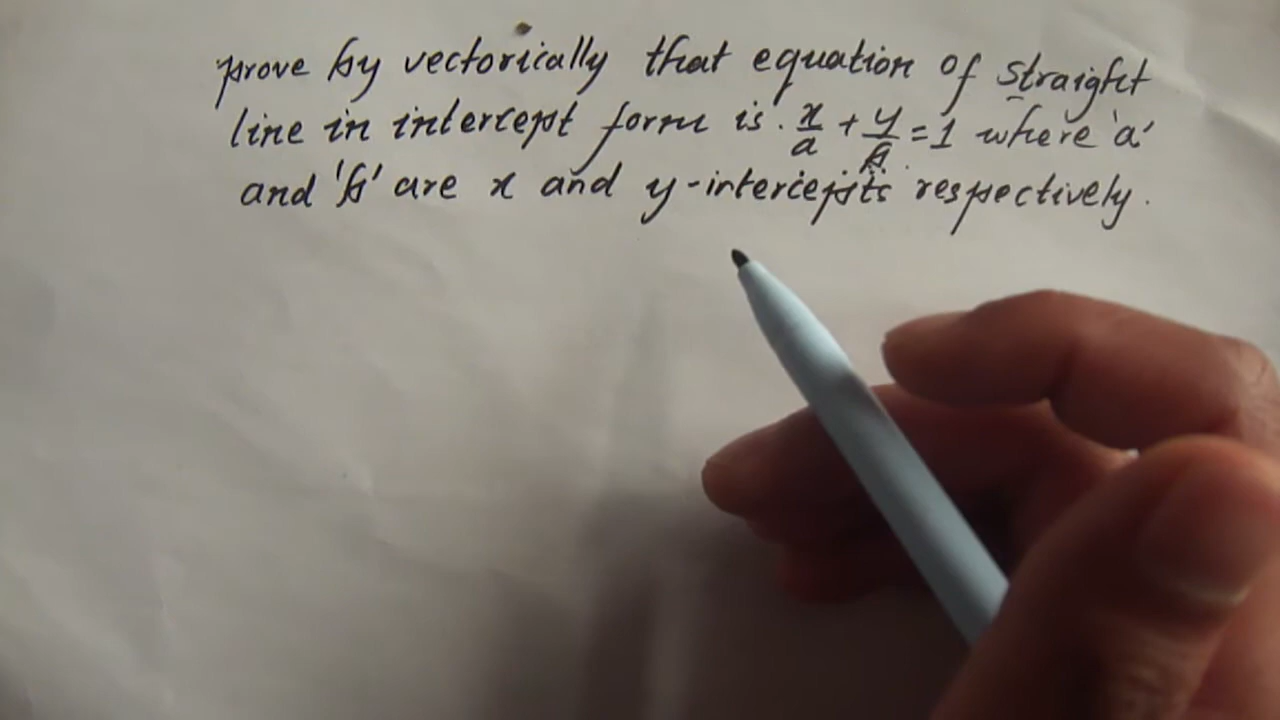 prove by vectorically that equation of straight
line in intercept form is x/a + y/b = 1 where 'a'
and 'b' are x and y-intercepts respectively.